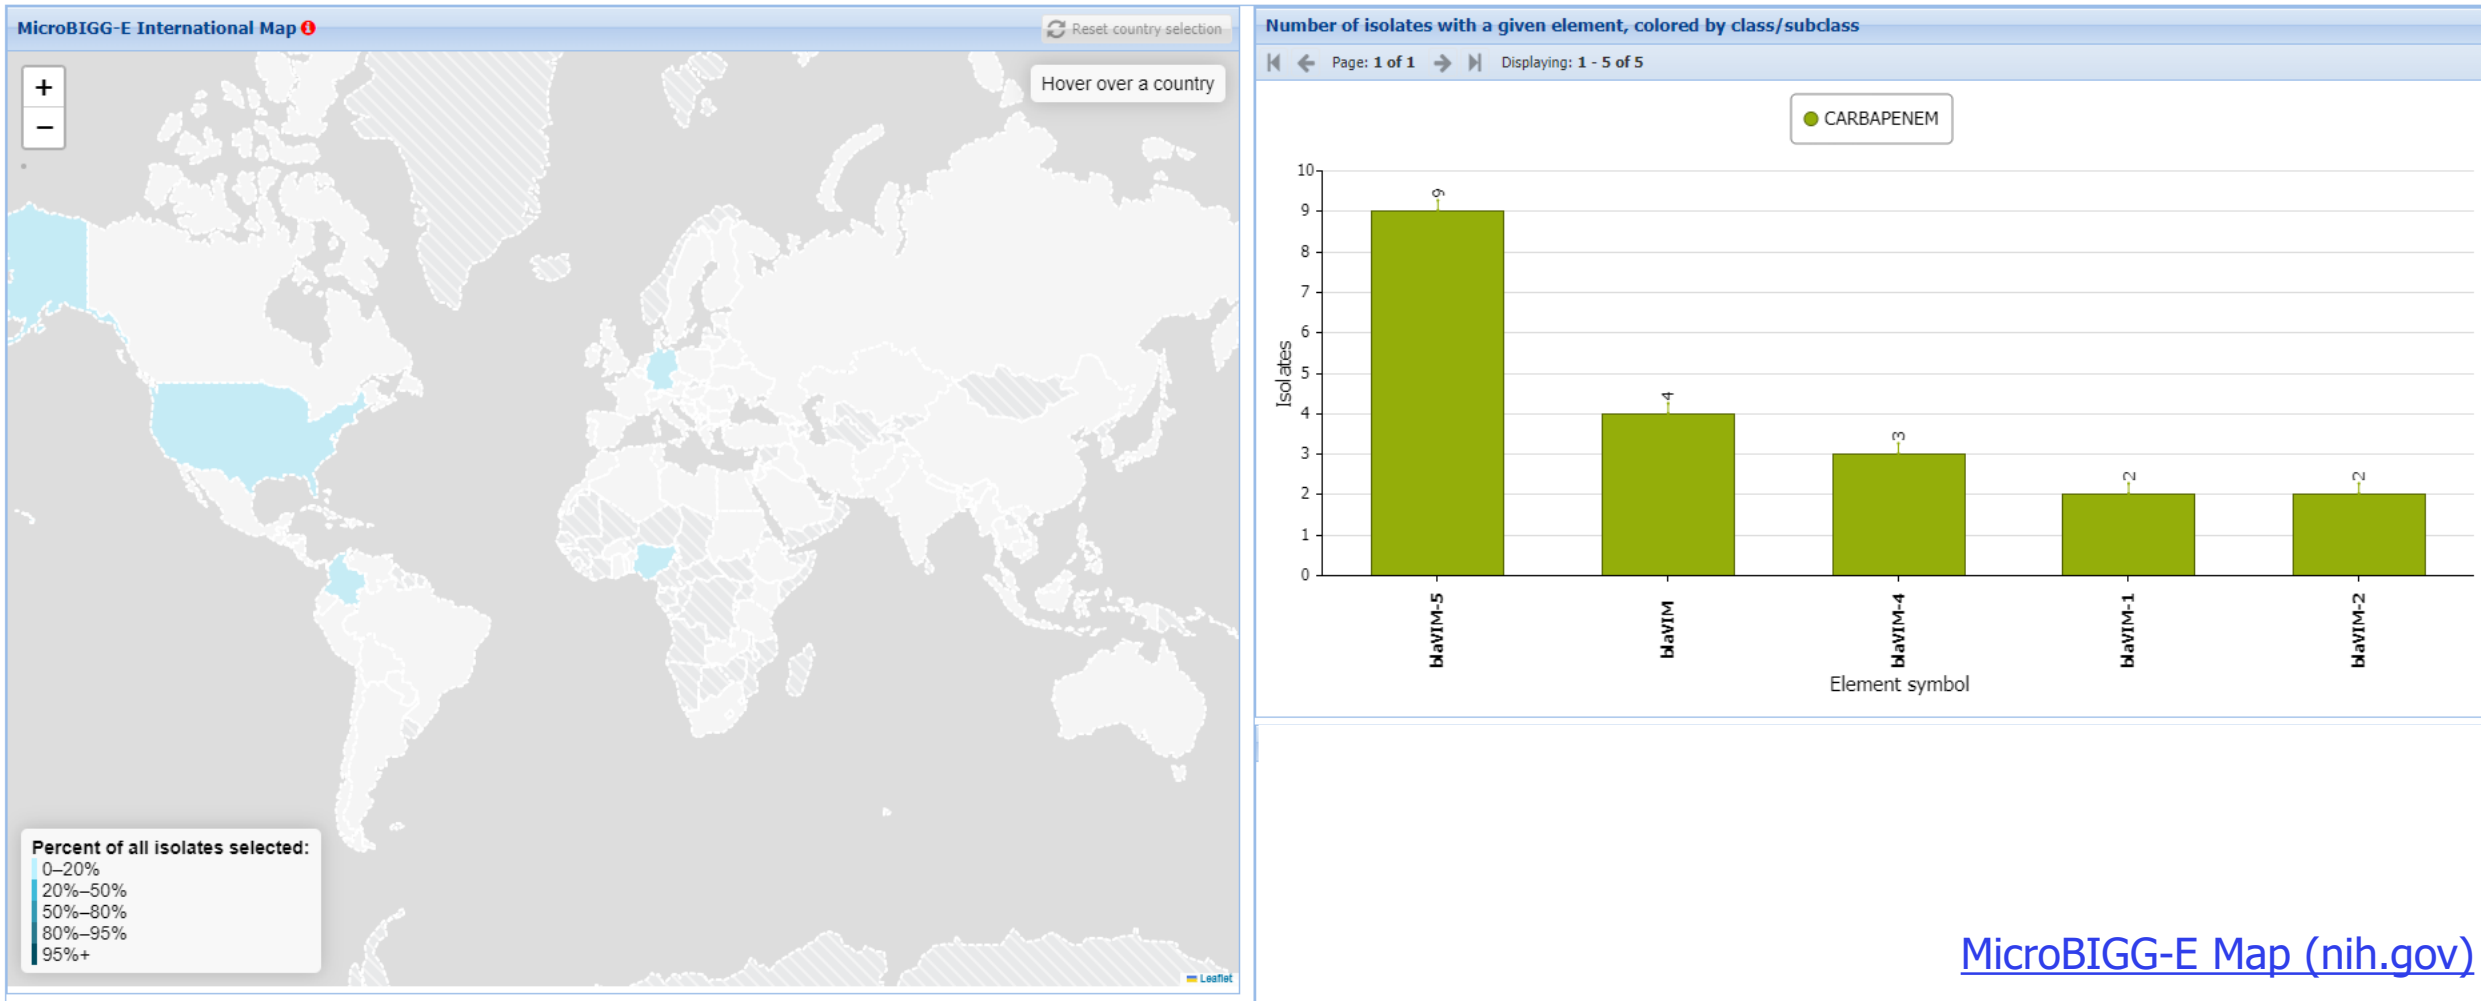 MicroBIGG-E International Map
Reset country selection
+
−
Hover over a country
Percent of all isolates selected:
0–20%
20%–50%
50%–80%
80%–95%
95%+
Leaflet
Number of isolates with a given element, colored by class/subclass
Page: 1 of 1 Displaying: 1 - 5 of 5
CARBAPENEM
10
9
8
7
6
5
4
3
2
1
0
Isolates
9
4
3
2
2
blaVIM-5
blaVIM
blaVIM-4
blaVIM-1
blaVIM-2
Element symbol
MicroBIGG-E Map (nih.gov)